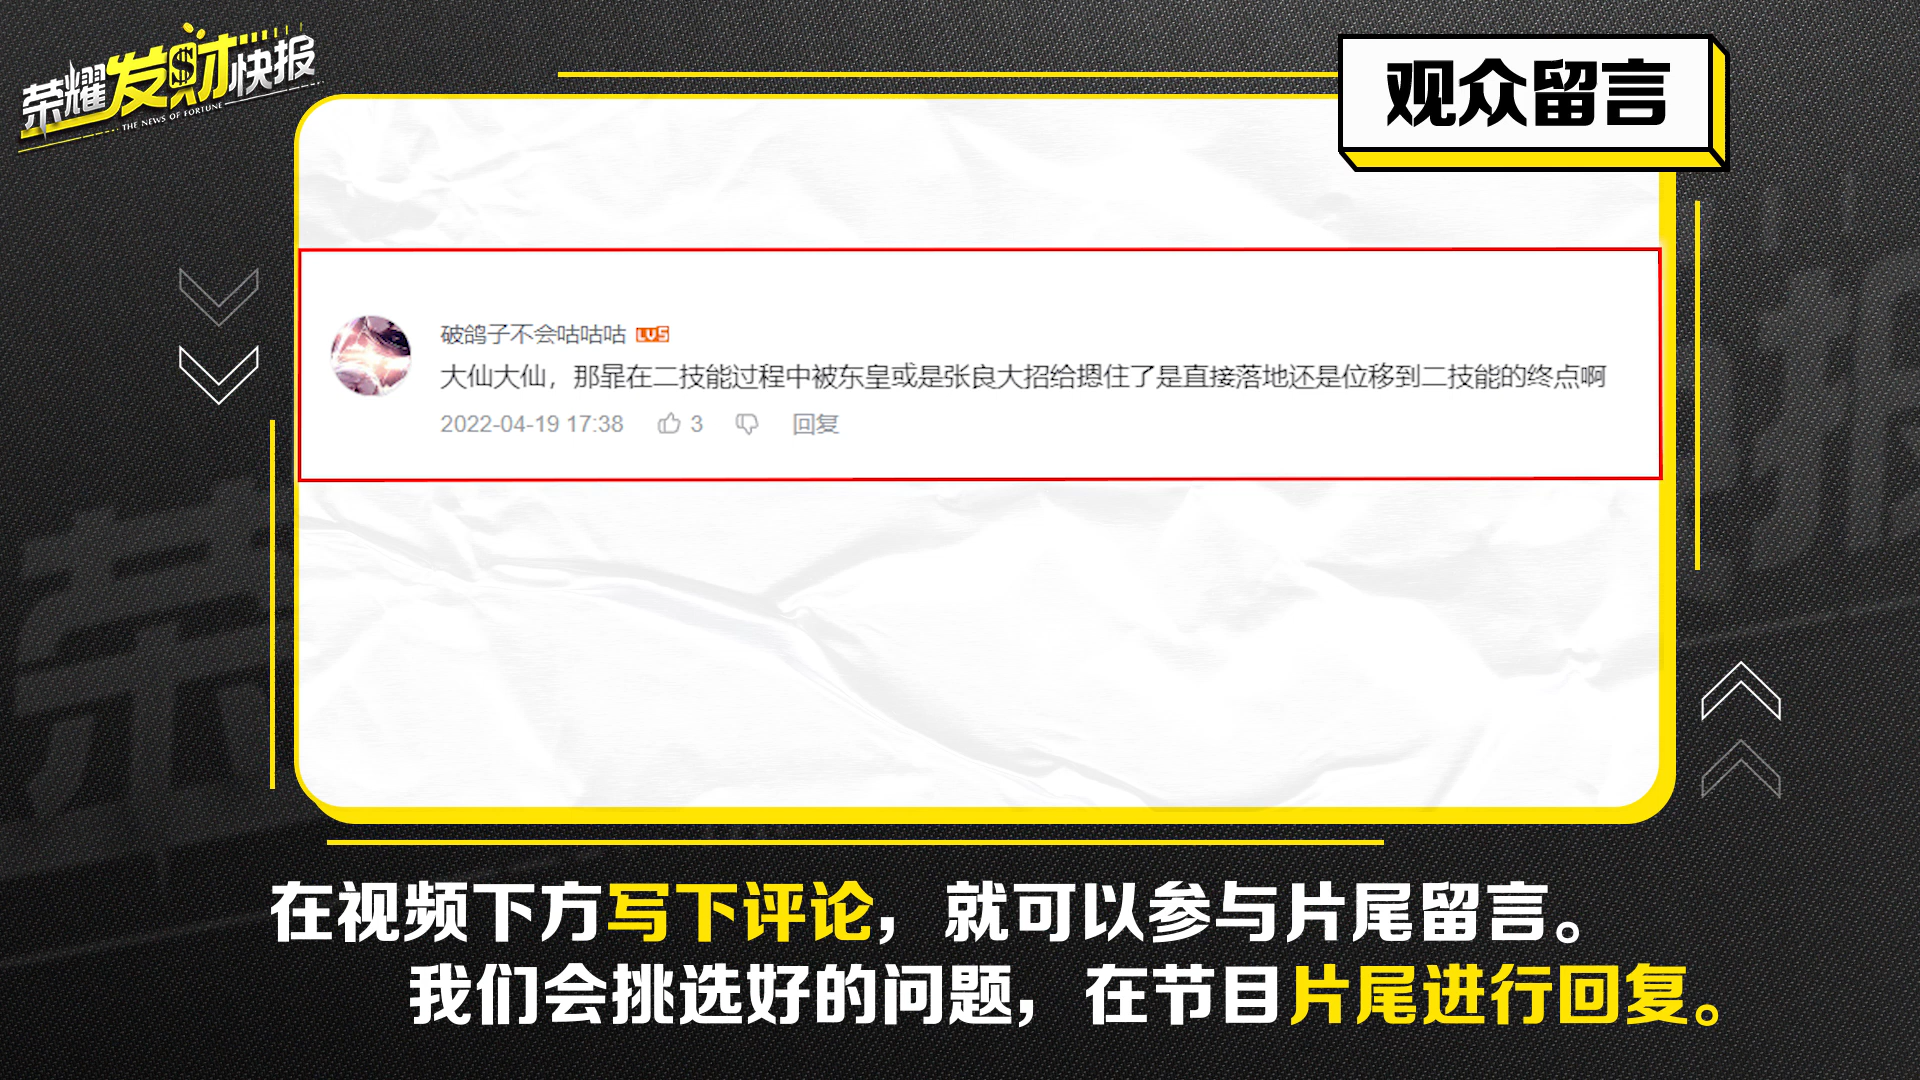 荣耀发财快报
THE NEWS OF FORTUNE
观众留言
破鸽子不会咕咕咕 LV5
大仙大仙，那罪在二技能过程中被东皇或是张良大招给摁住了是直接落地还是位移到二技能的终点啊
2022-04-19 17:38 3 回复
在视频下方写下评论，就可以参与片尾留言。
我们会挑选好的问题，在节目片尾进行回复。